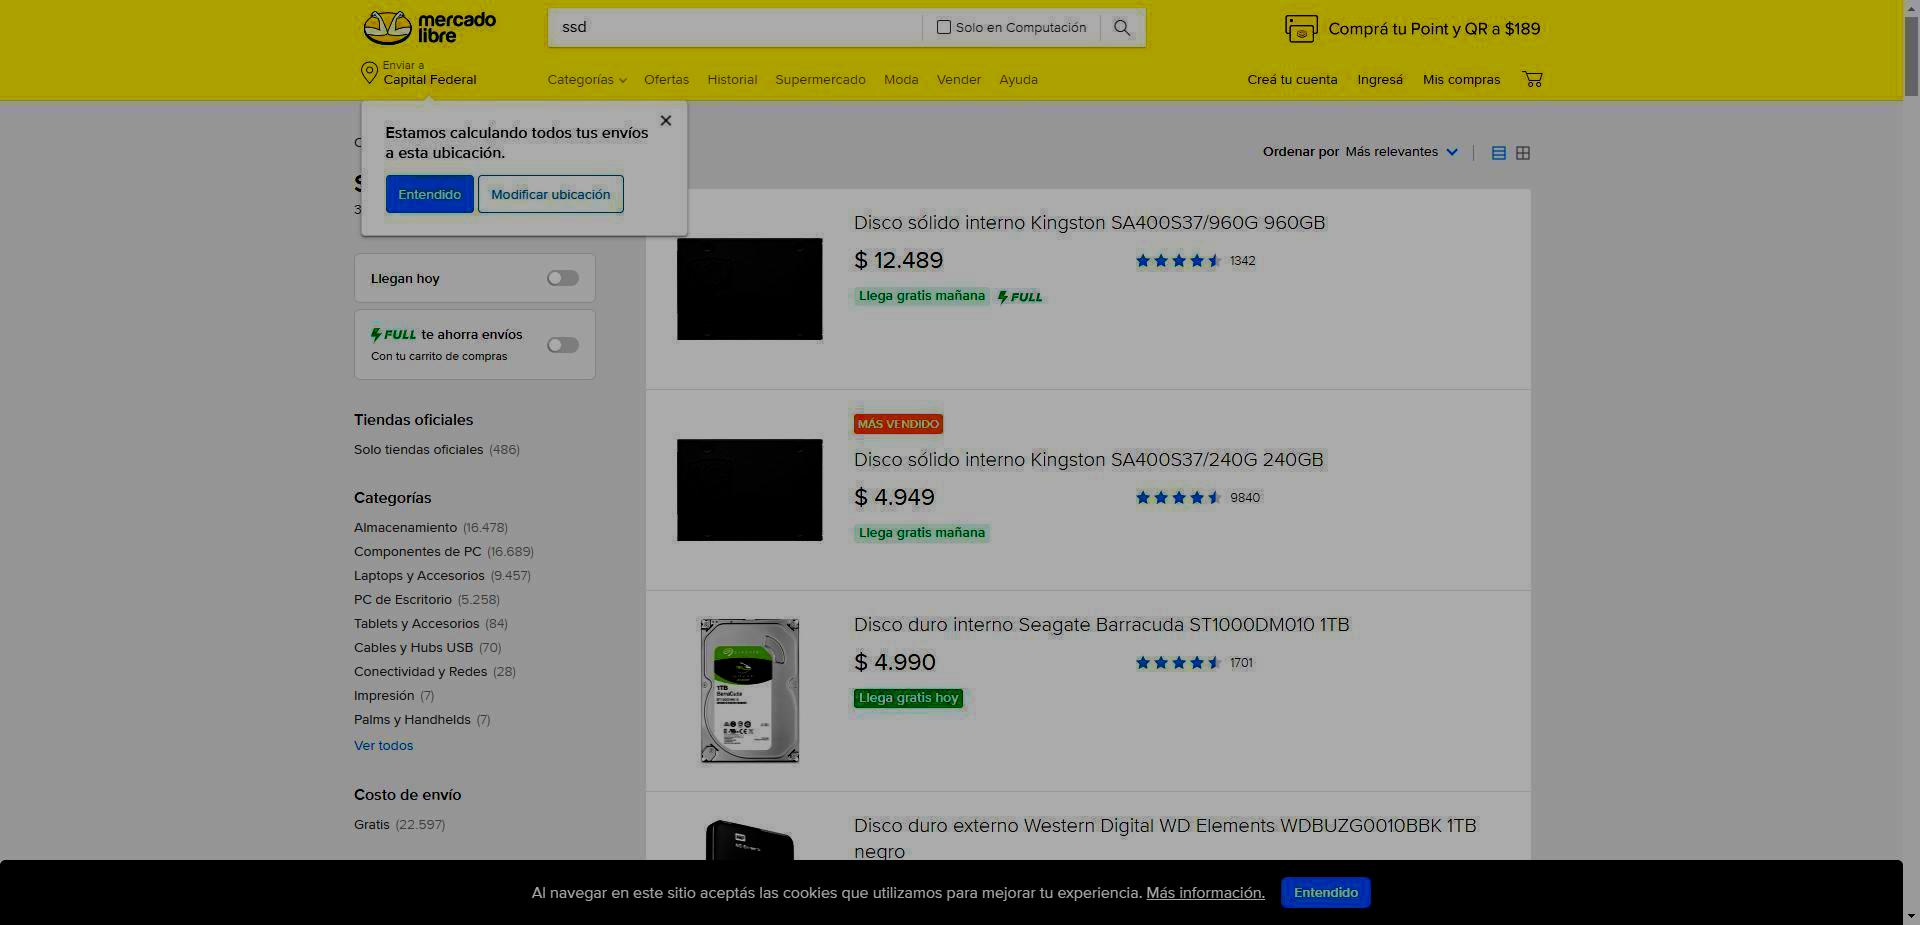 mercado
libre
ssd
Solo en Computación
Comprá tu Point y QR a $189
Enviar a
Capital Federal
Categorías
Ofertas
Historial
Supermercado
Moda
Vender
Ayuda
Creá tu cuenta
Ingresá
Mis compras
Estamos calculando todos tus envíos
a esta ubicación.
Entendido
Modificar ubicación
Ordenar por Más relevantes
Llegan hoy
FULL te ahorra envíos
Con tu carrito de compras
Tiendas oficiales
Solo tiendas oficiales (486)
Categorías
Almacenamiento (16.478)
Componentes de PC (16.689)
Laptops y Accesorios (9.457)
PC de Escritorio (5.258)
Tablets y Accesorios (84)
Cables y Hubs USB (70)
Conectividad y Redes (28)
Impresión (7)
Palms y Handhelds (7)
Ver todos
Costo de envío
Gratis (22.597)
Disco sólido interno Kingston SA400S37/960G 960GB
$ 12.489
1342
Llega gratis mañana FULL
MÁS VENDIDO
Disco sólido interno Kingston SA400S37/240G 240GB
$ 4.949
9840
Llega gratis mañana
Disco duro interno Seagate Barracuda ST1000DM010 1TB
$ 4.990
1701
Llega gratis hoy
1TB
BarraCuda
Disco duro externo Western Digital WD Elements WDBUZG0010BBK 1TB
negro
WD
Al navegar en este sitio aceptás las cookies que utilizamos para mejorar tu experiencia. Más información.
Entendido